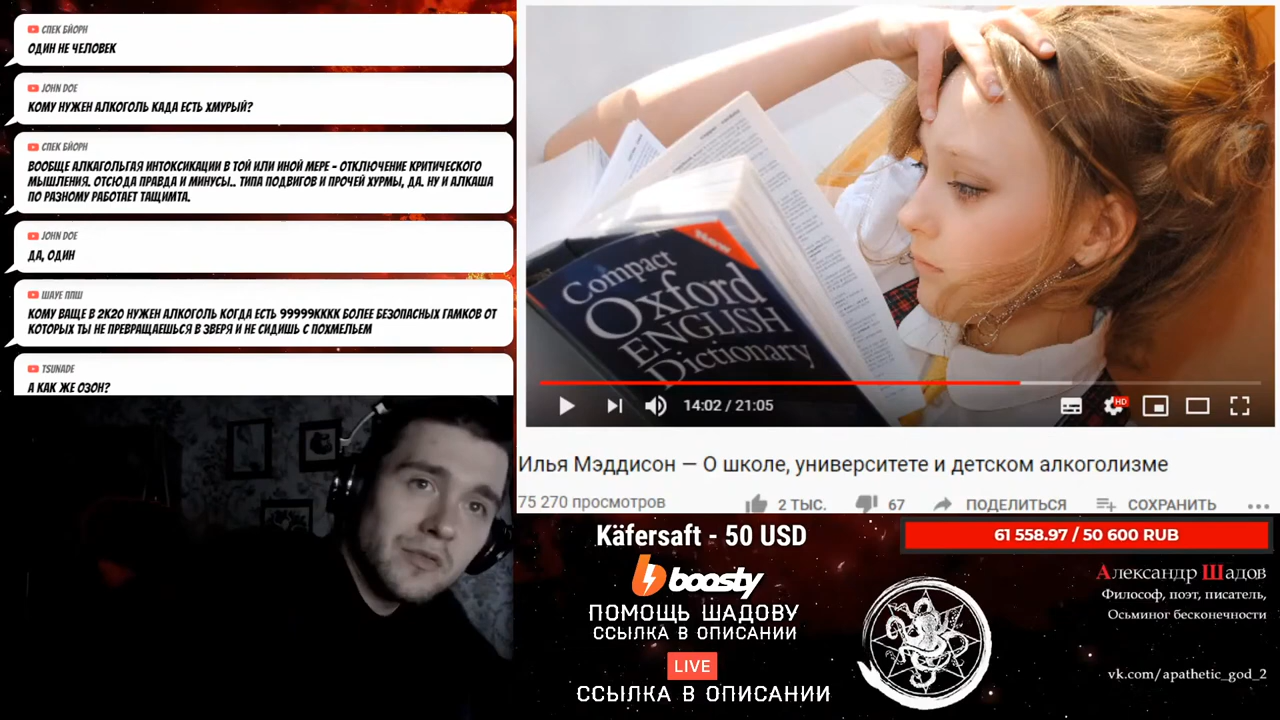 СПЕК БЙОРН
ОДИН НЕ ЧЕЛОВЕК
JOHN DOE
КОМУ НУЖЕН АЛКОГОЛЬ КАДА ЕСТЬ ХМУРЫЙ?
СПЕК БЙОРН
ВООБЩЕ АЛКАГОЛЬГАЯ ИНТОКСИКАЦИИ В ТОЙ ИЛИ ИНОЙ МЕРЕ - ОТКЛЮЧЕНИЕ КРИТИЧЕСКОГО
МЫШЛЕНИЯ. ОТСЮДА ПРАВДА И МИНУСЫ.. ТИПА ПОДВИГОВ И ПРОЧЕЙ ХУРМЫ, ДА. НУ И АЛКАША
ПО РАЗНОМУ РАБОТАЕТ ТАЩИМТА.
JOHN DOE
ДА, ОДИН
ШАУЕ ППШ
КОМУ ВАЩЕ В 2К20 НУЖЕН АЛКОГОЛЬ КОГДА ЕСТЬ 99999КККК БОЛЕЕ БЕЗОПАСНЫХ ГАМКОВ ОТ
КОТОРЫХ ТЫ НЕ ПРЕВРАЩАЕШЬСЯ В ЗВЕРЯ И НЕ СИДИШЬ С ПОХМЕЛЬЕМ
TSUNADE
А КАК ЖЕ ОЗОН?
New
Compact
Oxford
ENGLISH
Dictionary
14:02 / 21:05
HD
Илья Мэддисон — О школе, университете и детском алкоголизме
75 270 просмотров
2 ТЫС.
67
ПОДЕЛИТЬСЯ
СОХРАНИТЬ
Käfersaft - 50 USD
boosty
ПОМОЩЬ ШАДОВУ
ССЫЛКА В ОПИСАНИИ
LIVE
ССЫЛКА В ОПИСАНИИ
61 558.97 / 50 600 RUB
Александр Шадов
Философ, поэт, писатель,
Осьминог бесконечности
vk.com/apathetic_god_2